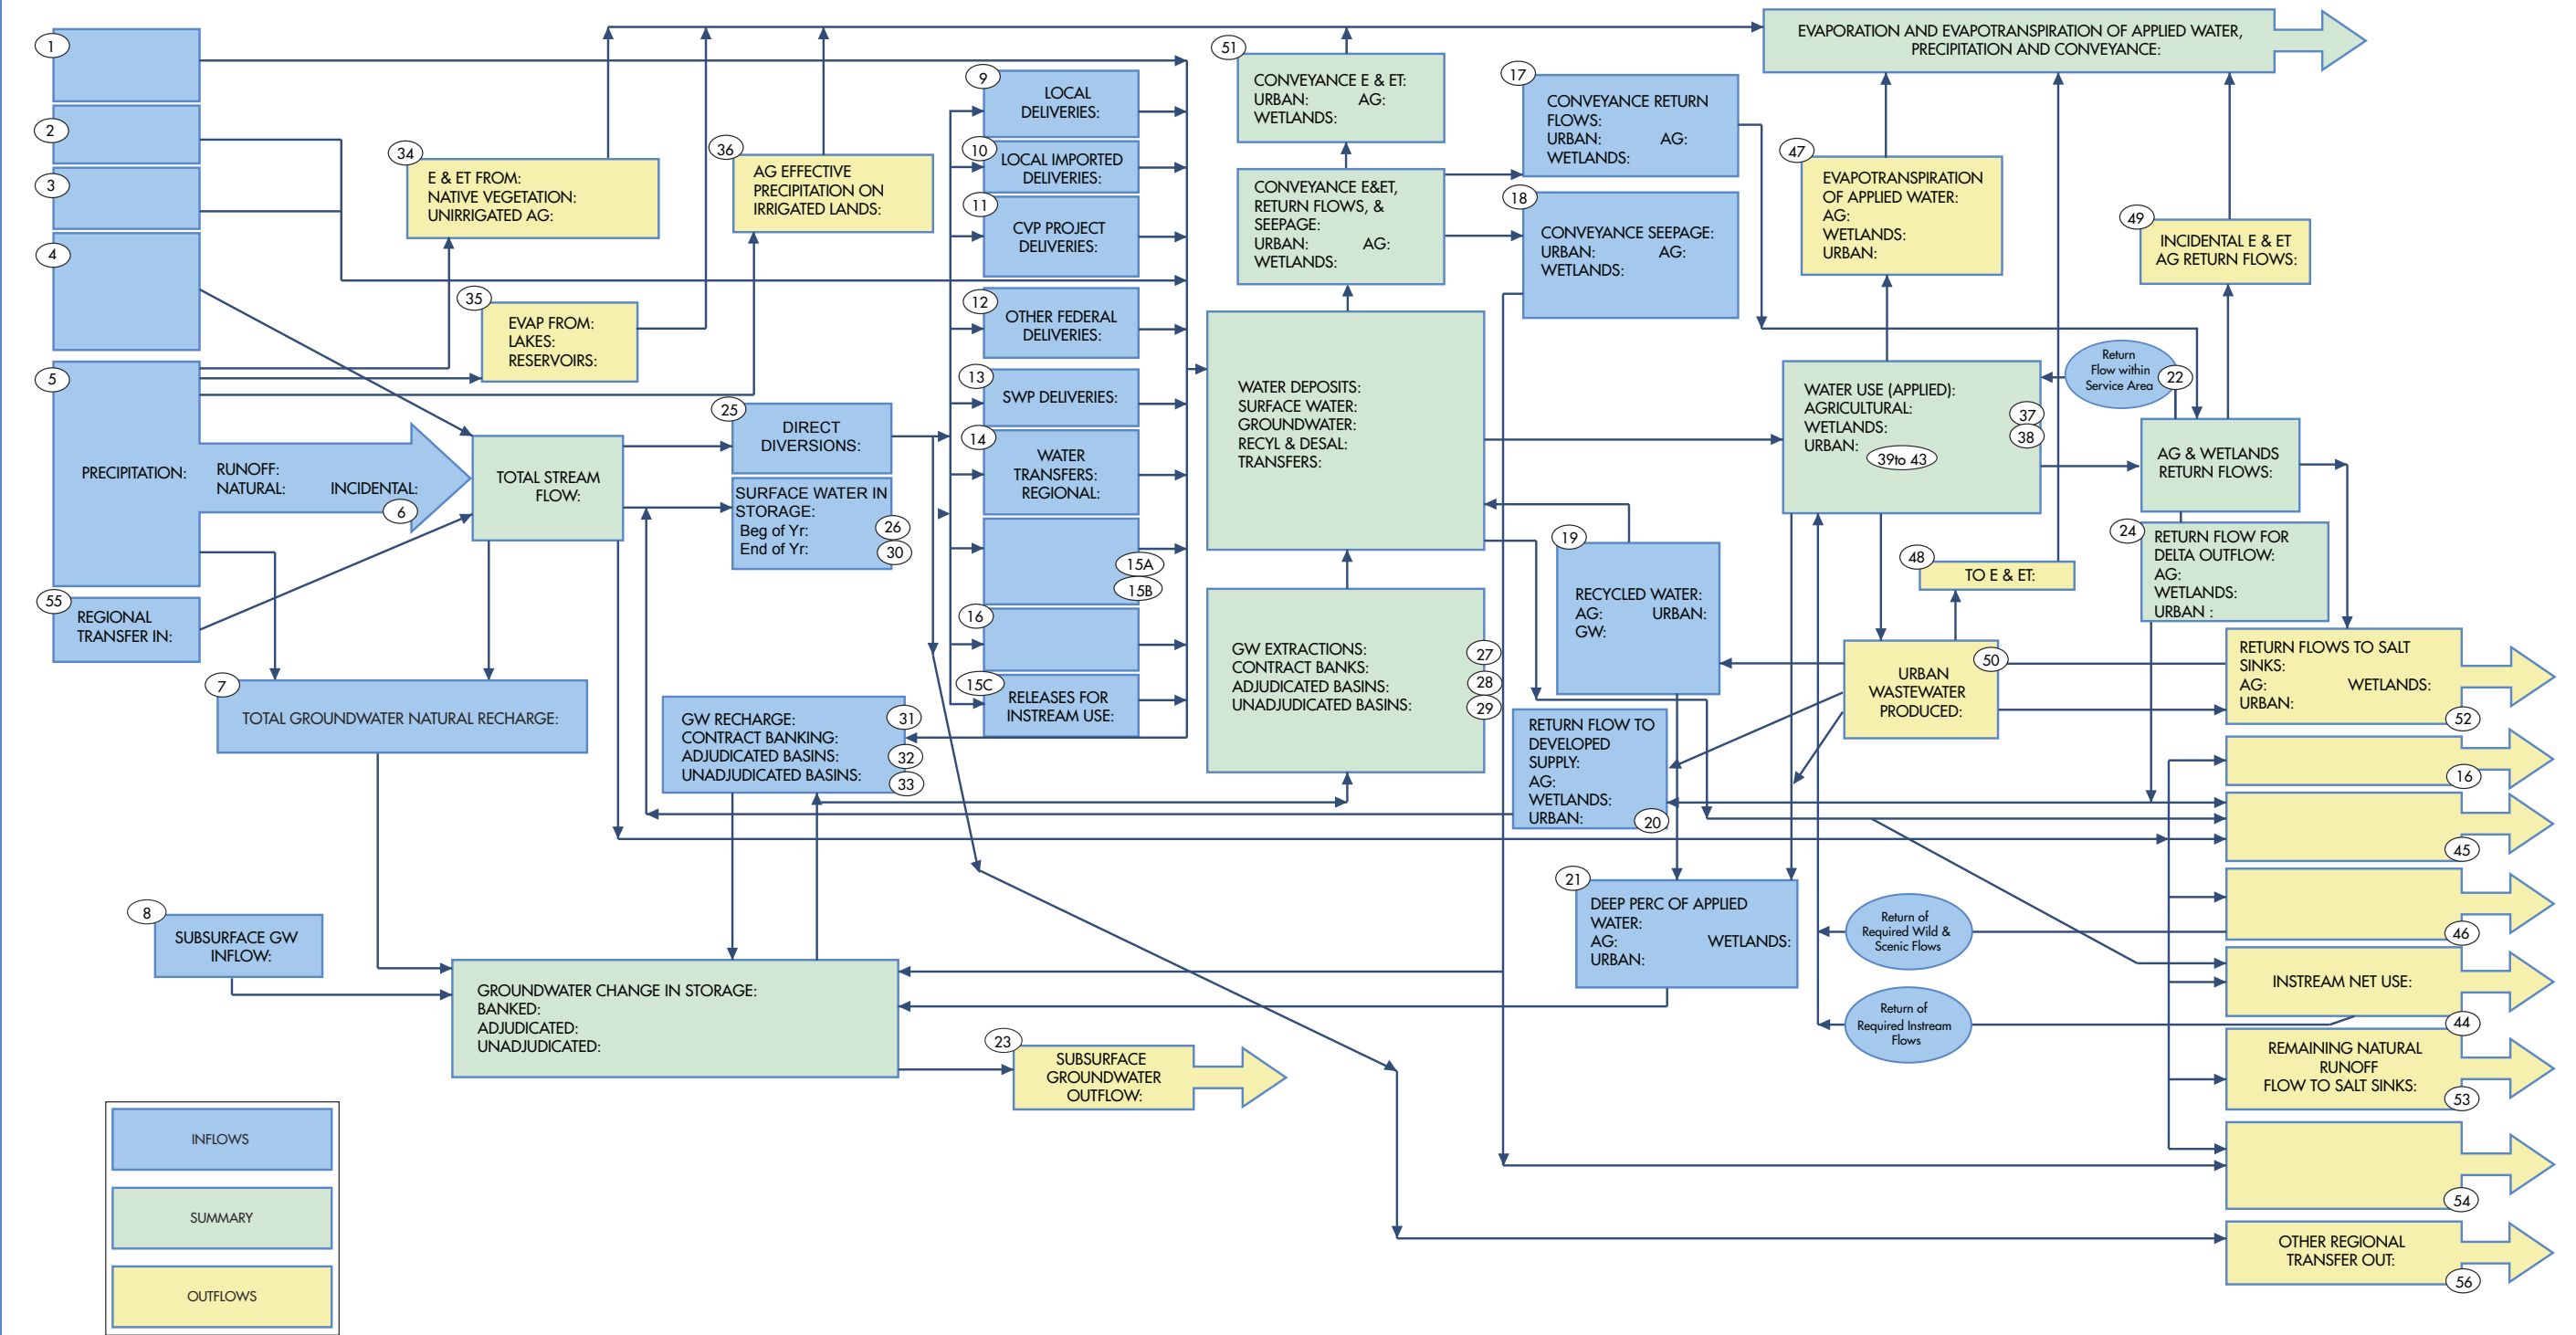 1
2
3
4
5
PRECIPITATION:
RUNOFF:
NATURAL: INCIDENTAL:
6
55
REGIONAL
TRANSFER IN:
7
TOTAL GROUNDWATER NATURAL RECHARGE:
8
SUBSURFACE GW
INFLOW:
34
E & ET FROM:
NATIVE VEGETATION:
UNIRRIGATED AG:
35
EVAP FROM:
LAKES:
RESERVOIRS:
36
AG EFFECTIVE
PRECIPITATION ON
IRRIGATED LANDS:
TOTAL STREAM
FLOW:
25
DIRECT
DIVERSIONS:
SURFACE WATER IN
STORAGE:
Beg of Yr:
End of Yr:
26
30
GW RECHARGE:
CONTRACT BANKING:
ADJUDICATED BASINS:
UNADJUDICATED BASINS:
31
32
33
GROUNDWATER CHANGE IN STORAGE:
BANKED:
ADJUDICATED:
UNADJUDICATED:
23
SUBSURFACE
GROUNDWATER
OUTFLOW:
9
LOCAL
DELIVERIES:
10
LOCAL IMPORTED
DELIVERIES:
11
CVP PROJECT
DELIVERIES:
12
OTHER FEDERAL
DELIVERIES:
13
SWP DELIVERIES:
14
WATER
TRANSFERS:
REGIONAL:
15A
15B
16
15C
RELEASES FOR
INSTREAM USE:
51
CONVEYANCE E & ET:
URBAN: AG:
WETLANDS:
CONVEYANCE E&ET,
RETURN FLOWS, &
SEEPAGE:
URBAN: AG:
WETLANDS:
WATER DEPOSITS:
SURFACE WATER:
GROUNDWATER:
RECYL & DESAL:
TRANSFERS:
GW EXTRACTIONS:
CONTRACT BANKS:
ADJUDICATED BASINS:
UNADJUDICATED BASINS:
27
28
29
17
CONVEYANCE RETURN
FLOWS:
URBAN: AG:
WETLANDS:
18
CONVEYANCE SEEPAGE:
URBAN: AG:
WETLANDS:
19
RECYCLED WATER:
AG: URBAN:
GW:
RETURN FLOW TO
DEVELOPED
SUPPLY:
AG:
WETLANDS:
URBAN:
20
21
DEEP PERC OF APPLIED
WATER:
AG: WETLANDS:
URBAN:
EVAPORATION AND EVAPOTRANSPIRATION OF APPLIED WATER,
PRECIPITATION AND CONVEYANCE:
47
EVAPOTRANSPIRATION
OF APPLIED WATER:
AG:
WETLANDS:
URBAN:
49
INCIDENTAL E & ET
AG RETURN FLOWS:
WATER USE (APPLIED):
AGRICULTURAL:
WETLANDS:
URBAN:
37
38
39to 43
Return
Flow within
Service Area
22
AG & WETLANDS
RETURN FLOWS:
24
RETURN FLOW FOR
DELTA OUTFLOW:
AG:
WETLANDS:
URBAN :
48
TO E & ET:
50
URBAN
WASTEWATER
PRODUCED:
RETURN FLOWS TO SALT
SINKS:
AG: WETLANDS:
URBAN:
52
16
45
46
Return of
Required Wild &
Scenic Flows
INSTREAM NET USE:
44
Return of
Required Instream
Flows
REMAINING NATURAL
RUNOFF
FLOW TO SALT SINKS:
53
54
OTHER REGIONAL
TRANSFER OUT:
56
INFLOWS
SUMMARY
OUTFLOWS